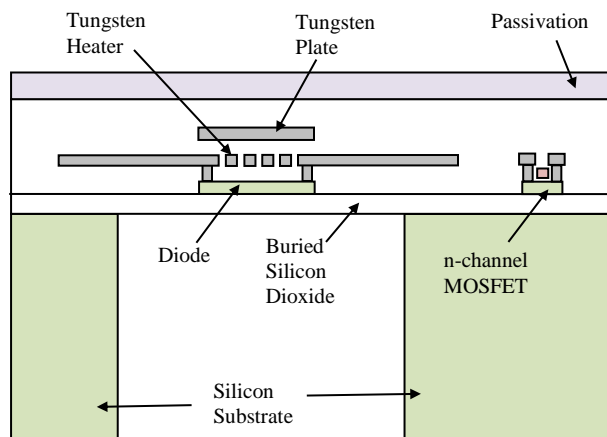 Tungsten
Heater
Tungsten
Plate
Passivation
Diode
Buried
Silicon
Dioxide
n-channel
MOSFET
Silicon
Substrate